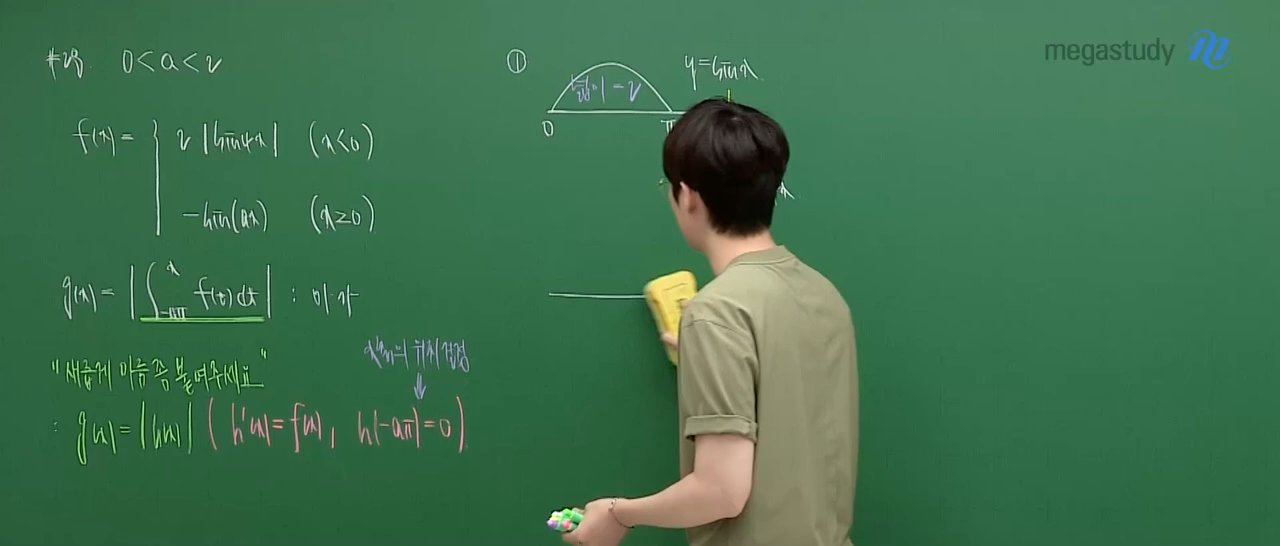 megastudy
#28. 0<a<2
f(x)= { 2|sin4x| (x<0)
-sin(ax) (x≥0)
g(x)= |∫_{-aπ}^{x} f(t)dt| : 미.가
"새롭게 이름 좀 붙여주세요"
: g(x)=|h(x)| (h'(x)=f(x), h(-aπ)=0)
x축의 위치결정
↓
① y=sinx
넓이=2
0 π
x